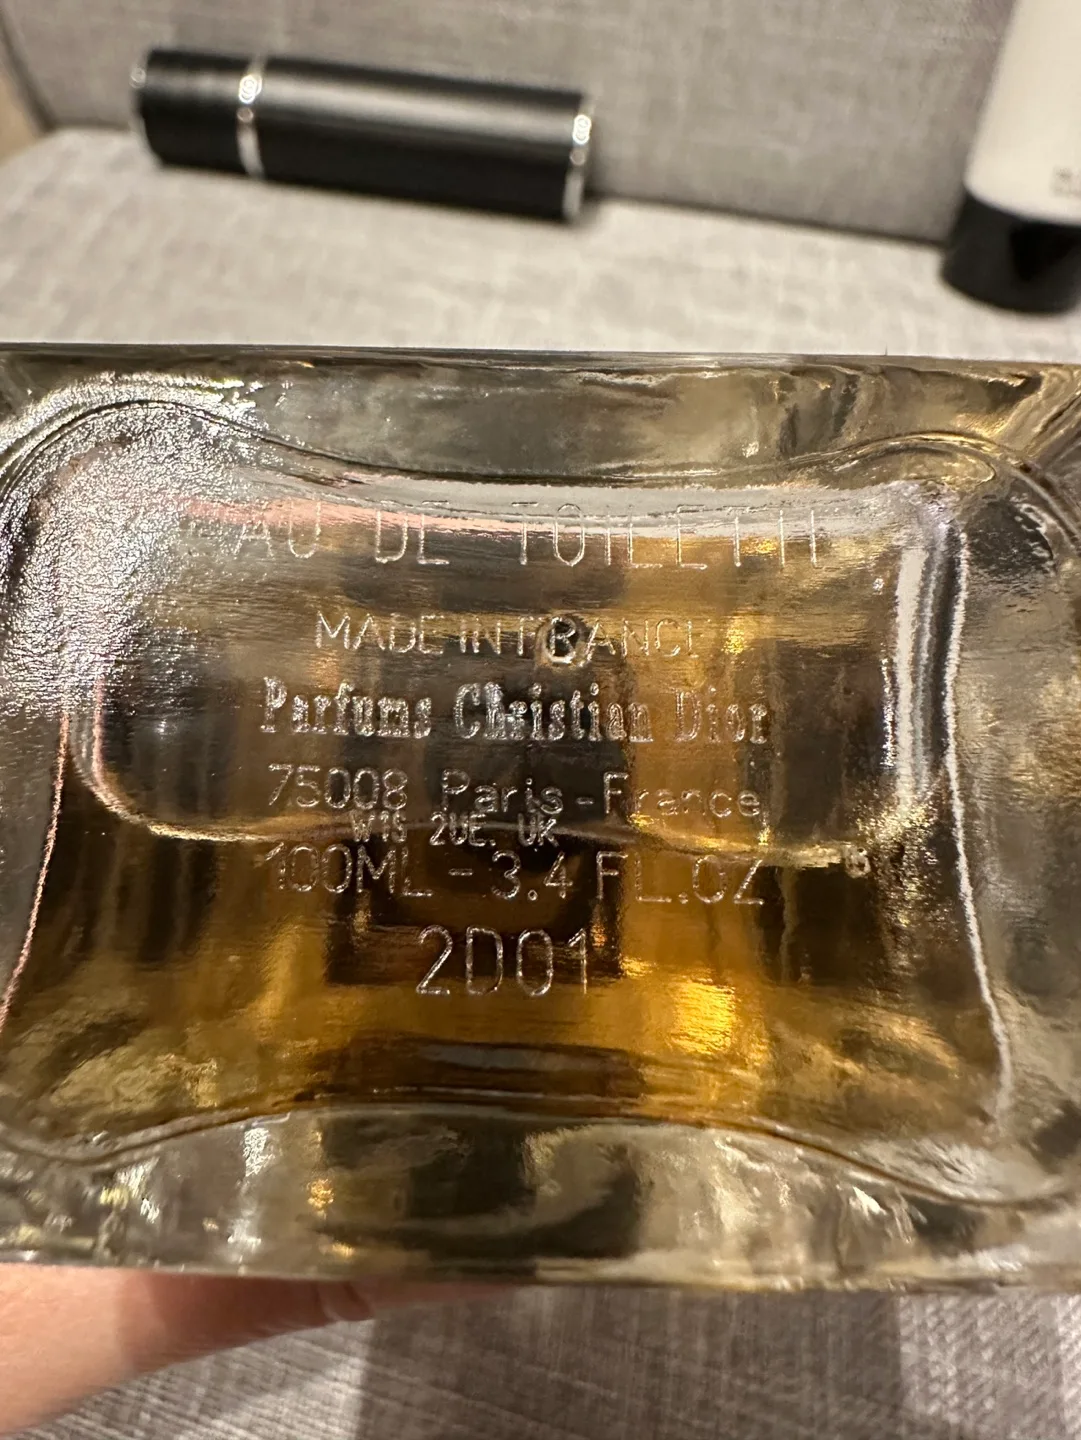 EAU DE TOILETTE
MADE IN FRANCE
Parfums Christian Dior
75008 Paris - France
W1S 2UE. UK
100ML - 3.4 FL.OZ
2D01